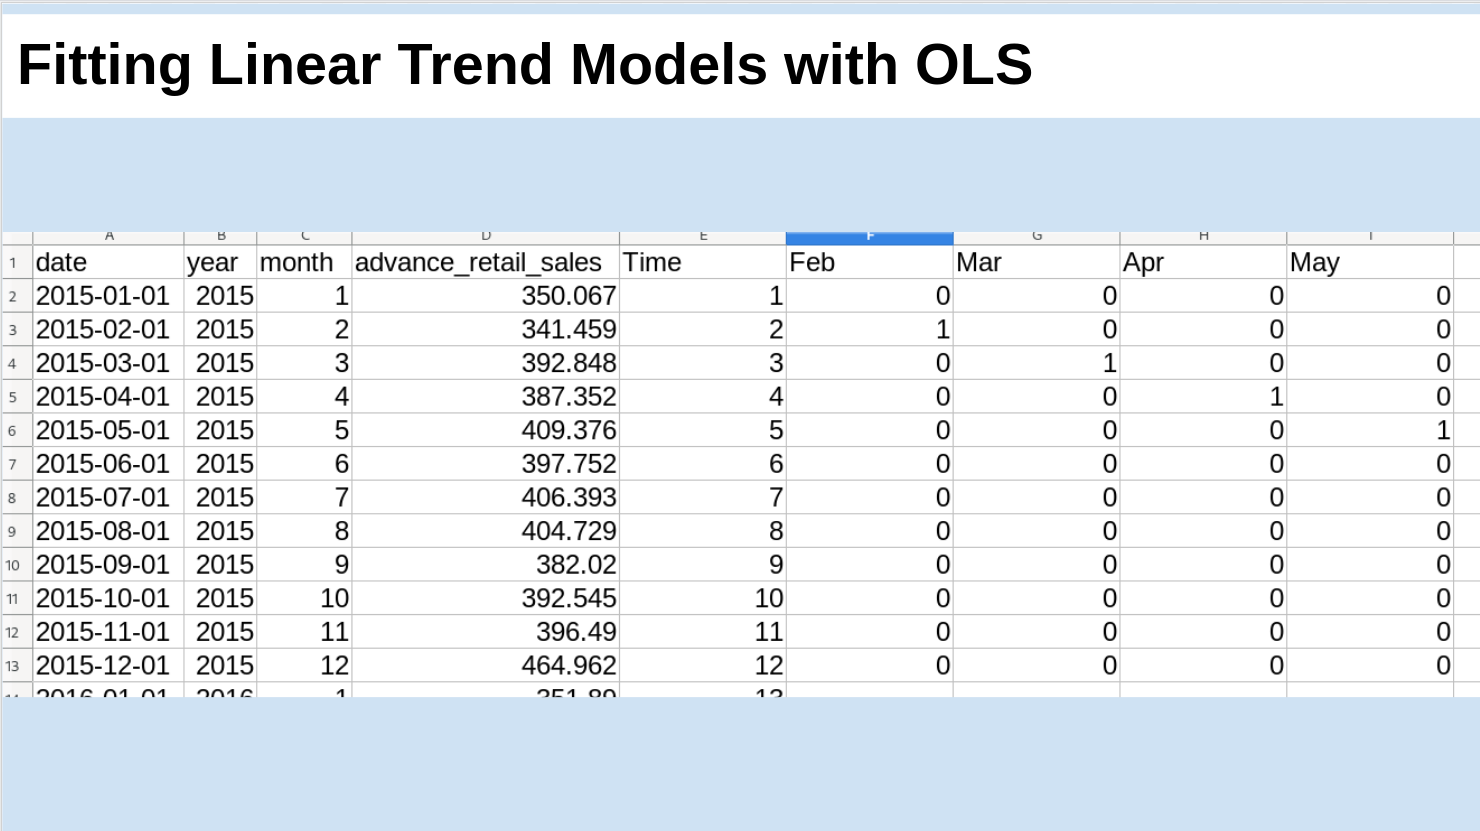 Fitting Linear Trend Models with OLS
A B C D E F G H I
1 date year month advance_retail_sales Time Feb Mar Apr May
2 2015-01-01 2015 1 350.067 1 0 0 0 0
3 2015-02-01 2015 2 341.459 2 1 0 0 0
4 2015-03-01 2015 3 392.848 3 0 1 0 0
5 2015-04-01 2015 4 387.352 4 0 0 1 0
6 2015-05-01 2015 5 409.376 5 0 0 0 1
7 2015-06-01 2015 6 397.752 6 0 0 0 0
8 2015-07-01 2015 7 406.393 7 0 0 0 0
9 2015-08-01 2015 8 404.729 8 0 0 0 0
10 2015-09-01 2015 9 382.02 9 0 0 0 0
11 2015-10-01 2015 10 392.545 10 0 0 0 0
12 2015-11-01 2015 11 396.49 11 0 0 0 0
13 2015-12-01 2015 12 464.962 12 0 0 0 0
2016-01-01 2016 1 351.89 13